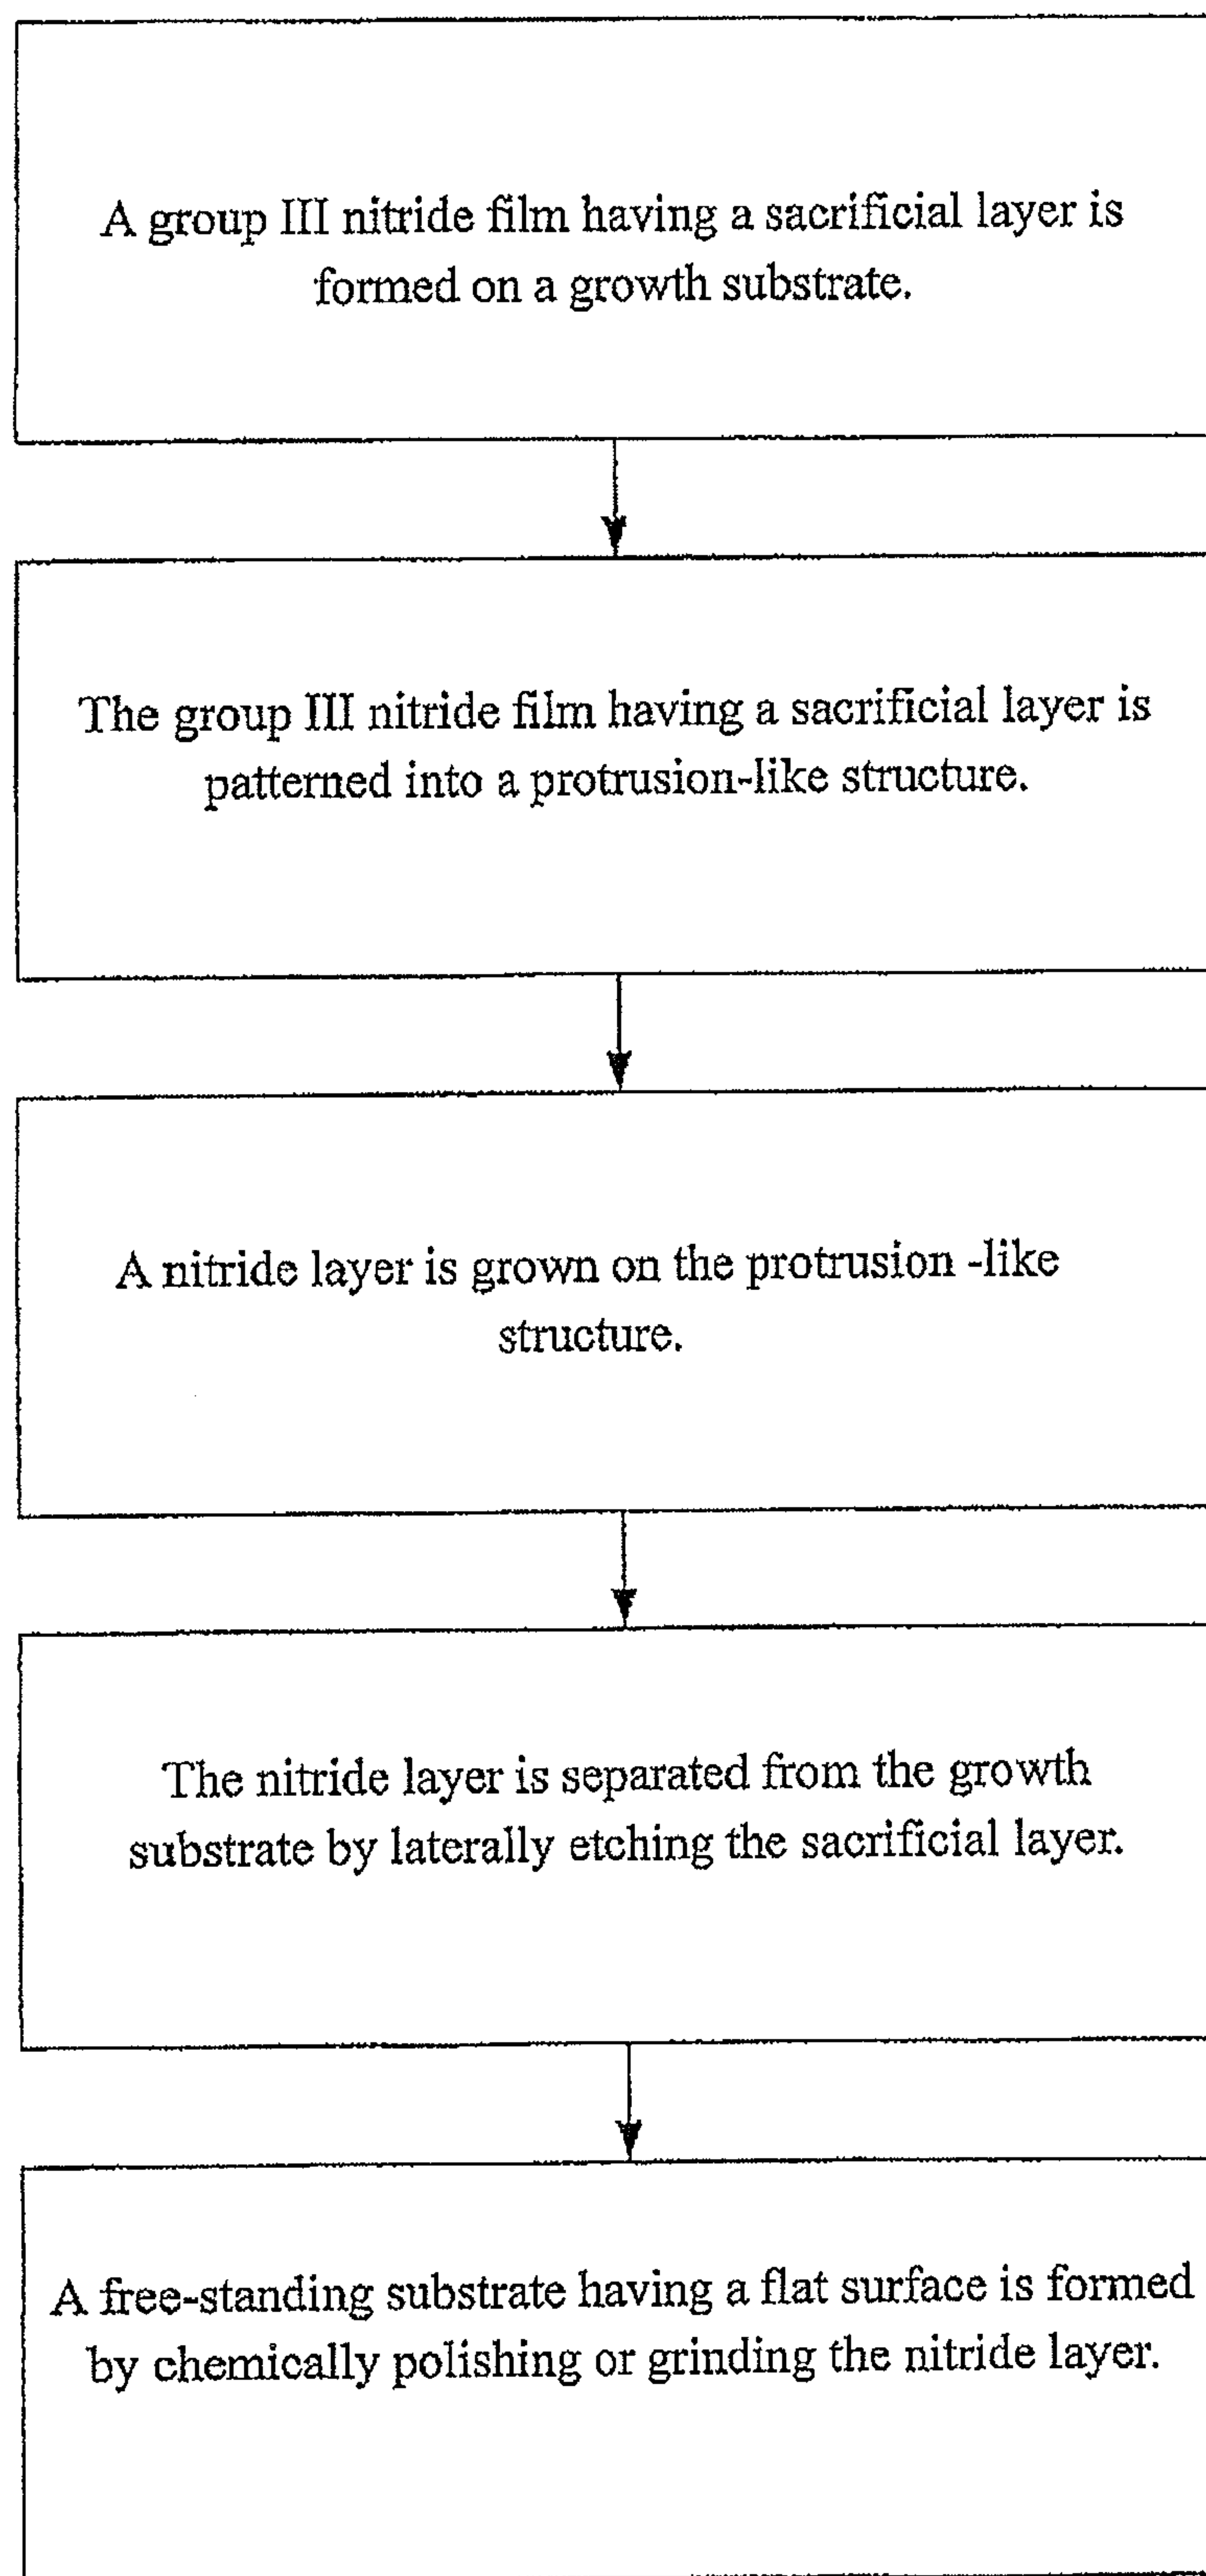 A group III nitride film having a sacrificial layer is
formed on a growth substrate.
The group III nitride film having a sacrificial layer is
patterned into a protrusion-like structure.
A nitride layer is grown on the protrusion -like
structure.
The nitride layer is separated from the growth
substrate by laterally etching the sacrificial layer.
A free-standing substrate having a flat surface is formed
by chemically polishing or grinding the nitride layer.